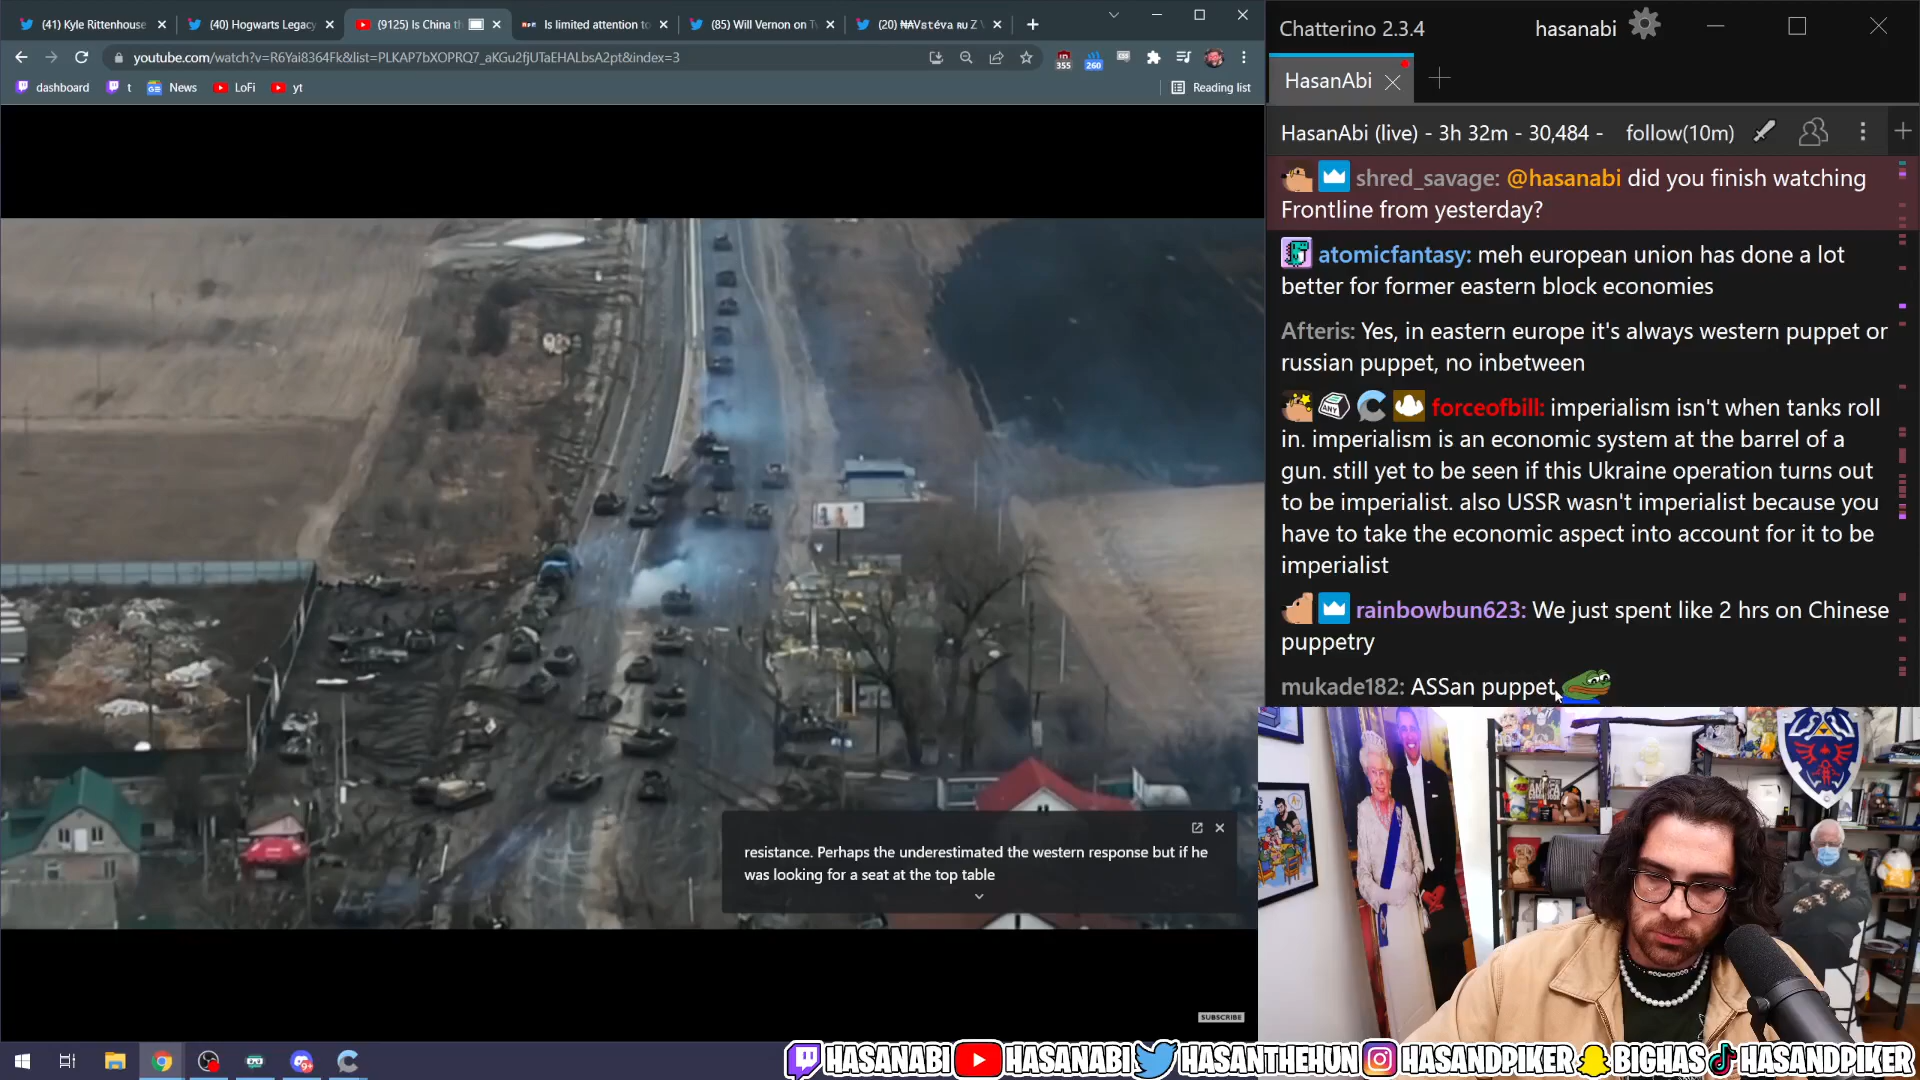 (41) Kyle Rittenhouse
(40) Hogwarts Legacy
(9125) Is China th
Is limited attention to
(85) Will Vernon on Tw
(20) ₦₳Vstéva ʀᴜ Z V
youtube.com/watch?v=R6Yai8364Fk&list=PLKAP7bXOPRQ7_aKGu2fjUTaEHALbsA2pt&index=3
355
260
dashboard
t
News
LoFi
yt
Reading list
resistance. Perhaps the underestimated the western response but if he
was looking for a seat at the top table
SUBSCRIBE
Chatterino 2.3.4
hasanabi
HasanAbi
HasanAbi (live) - 3h 32m - 30,484 -
follow(10m)
shred_savage: @hasanabi did you finish watching
Frontline from yesterday?
atomicfantasy: meh european union has done a lot
better for former eastern block economies
Afteris: Yes, in eastern europe it's always western puppet or
russian puppet, no inbetween
ANY
forceofbill: imperialism isn't when tanks roll
in. imperialism is an economic system at the barrel of a
gun. still yet to be seen if this Ukraine operation turns out
to be imperialist. also USSR wasn't imperialist because you
have to take the economic aspect into account for it to be
imperialist
rainbowbun623: We just spent like 2 hrs on Chinese
puppetry
mukade182: ASSan puppet
HASANABI
HASANABI
HASANTHEHUN
HASANDPIKER
BIGHAS
HASANDPIKER